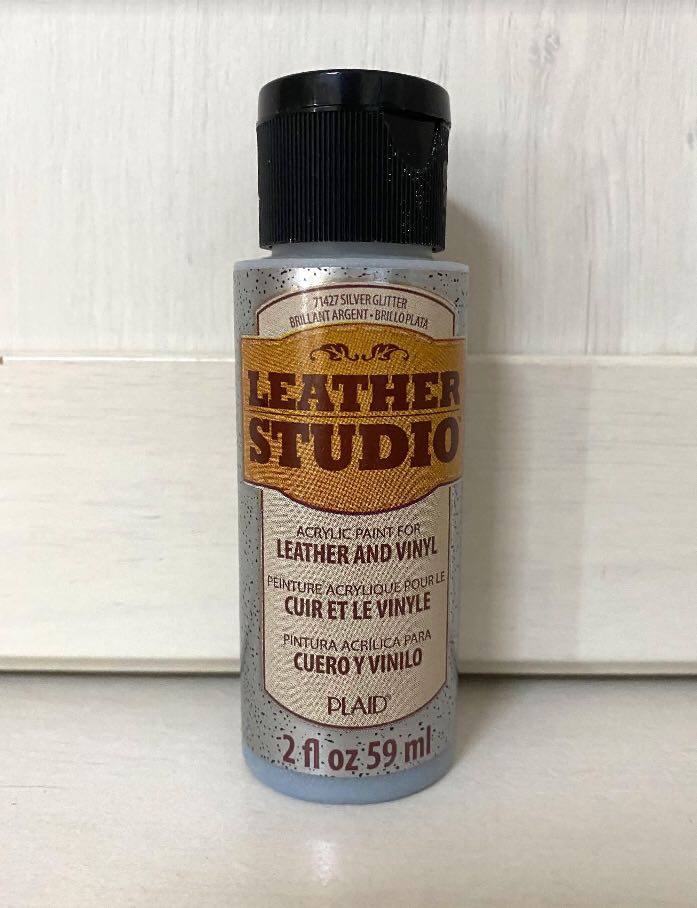 71427 SILVER GLITTER
BRILLANT ARGENT • BRILLO PLATA
LEATHER
STUDIO
ACRYLIC PAINT FOR
LEATHER AND VINYL
PEINTURE ACRYLIQUE POUR LE
CUIR ET LE VINYLE
PINTURA ACRÍLICA PARA
CUERO Y VINILO
PLAID®
2 fl oz 59 ml